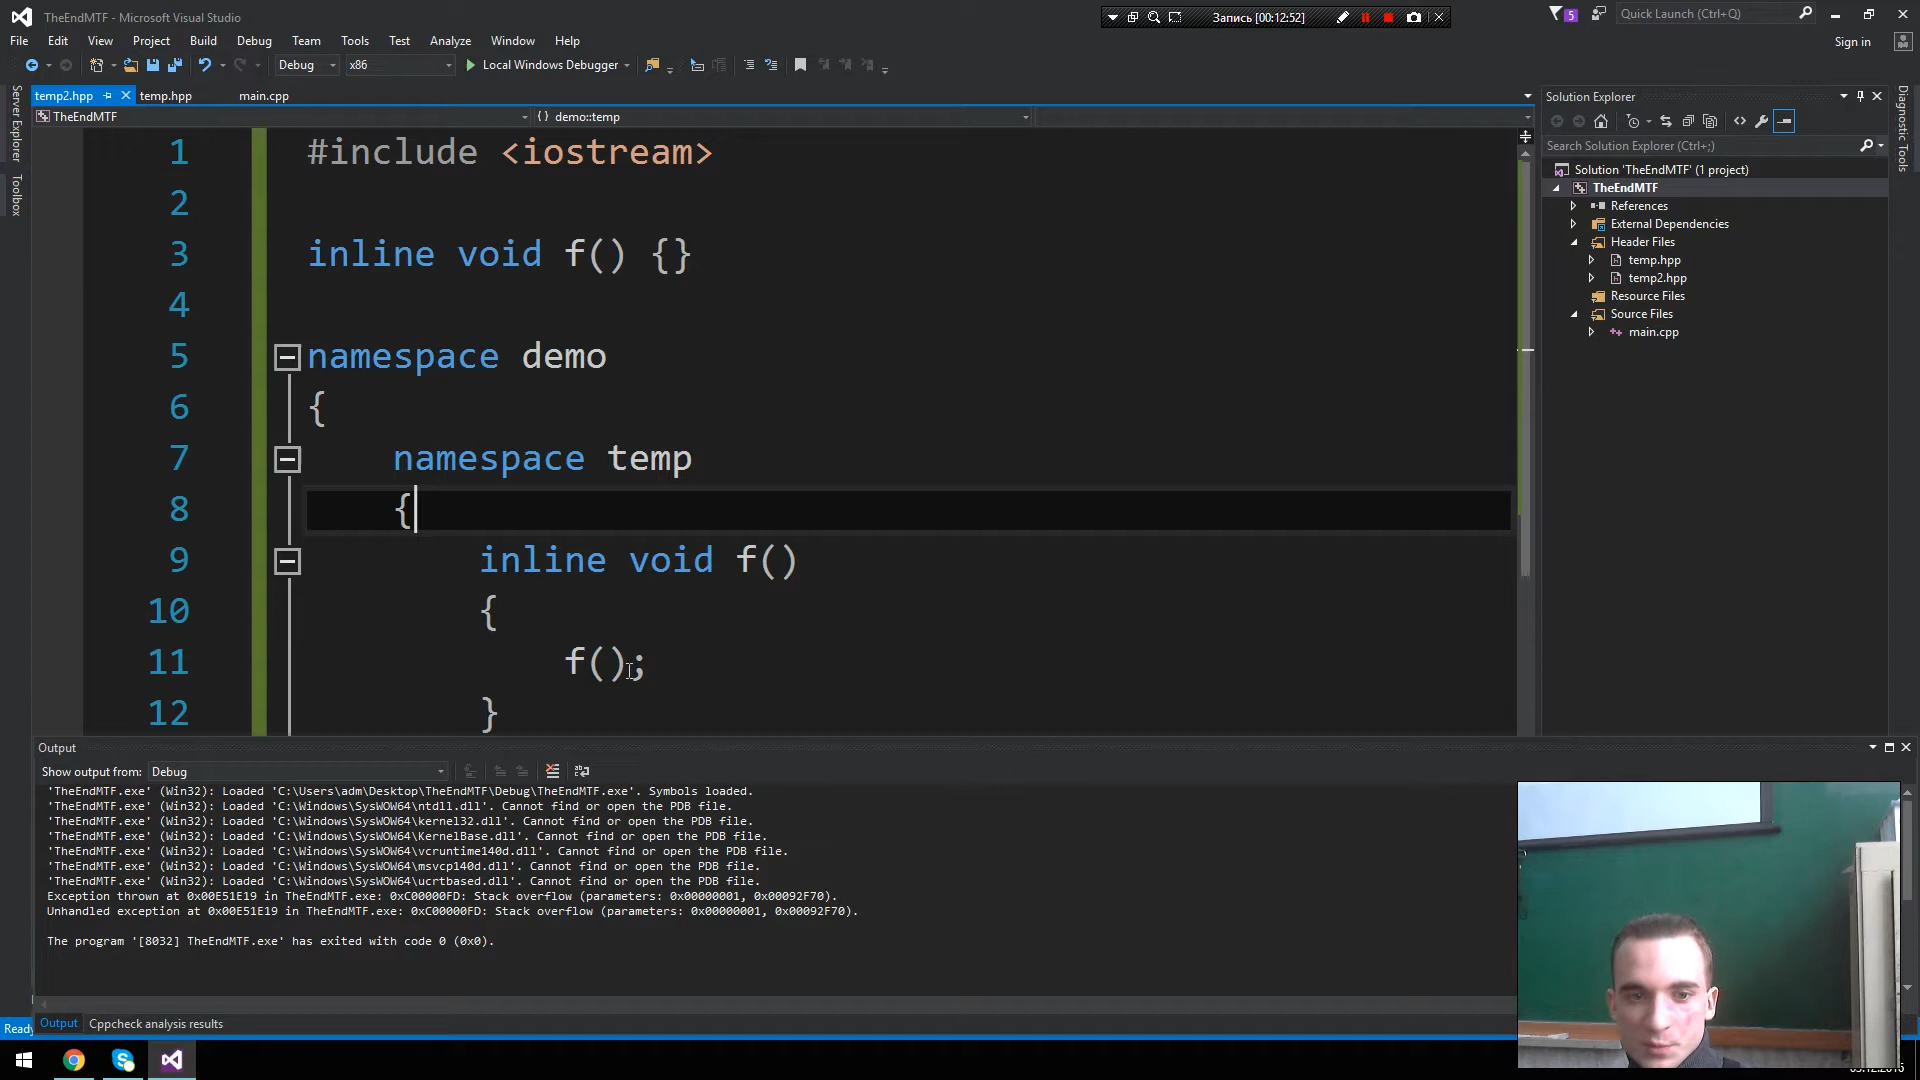 TheEndMTF - Microsoft Visual Studio
Запись [00:12:52]
5
Quick Launch (Ctrl+Q)
File Edit View Project Build Debug Team Tools Test Analyze Window Help
Sign in
Debug x86 Local Windows Debugger
temp2.hpp temp.hpp main.cpp
TheEndMTF
{ } demo::temp
Server Explorer
Toolbox
1 #include <iostream>
2
3 inline void f() {}
4
5 namespace demo
6 {
7 namespace temp
8 {
9 inline void f()
10 {
11 f();
12 }
Solution Explorer
Search Solution Explorer (Ctrl+;)
Solution 'TheEndMTF' (1 project)
TheEndMTF
References
External Dependencies
Header Files
temp.hpp
temp2.hpp
Resource Files
Source Files
main.cpp
Diagnostic Tools
Output
Show output from: Debug
'TheEndMTF.exe' (Win32): Loaded 'C:\Users\adm\Desktop\TheEndMTF\Debug\TheEndMTF.exe'. Symbols loaded.
'TheEndMTF.exe' (Win32): Loaded 'C:\Windows\SysWOW64\ntdll.dll'. Cannot find or open the PDB file.
'TheEndMTF.exe' (Win32): Loaded 'C:\Windows\SysWOW64\kernel32.dll'. Cannot find or open the PDB file.
'TheEndMTF.exe' (Win32): Loaded 'C:\Windows\SysWOW64\KernelBase.dll'. Cannot find or open the PDB file.
'TheEndMTF.exe' (Win32): Loaded 'C:\Windows\SysWOW64\vcruntime140d.dll'. Cannot find or open the PDB file.
'TheEndMTF.exe' (Win32): Loaded 'C:\Windows\SysWOW64\msvcp140d.dll'. Cannot find or open the PDB file.
'TheEndMTF.exe' (Win32): Loaded 'C:\Windows\SysWOW64\ucrtbased.dll'. Cannot find or open the PDB file.
Exception thrown at 0x00E51E19 in TheEndMTF.exe: 0xC00000FD: Stack overflow (parameters: 0x00000001, 0x00092F70).
Unhandled exception at 0x00E51E19 in TheEndMTF.exe: 0xC00000FD: Stack overflow (parameters: 0x00000001, 0x00092F70).
The program '[8032] TheEndMTF.exe' has exited with code 0 (0x0).
Output Cppcheck analysis results
Ready